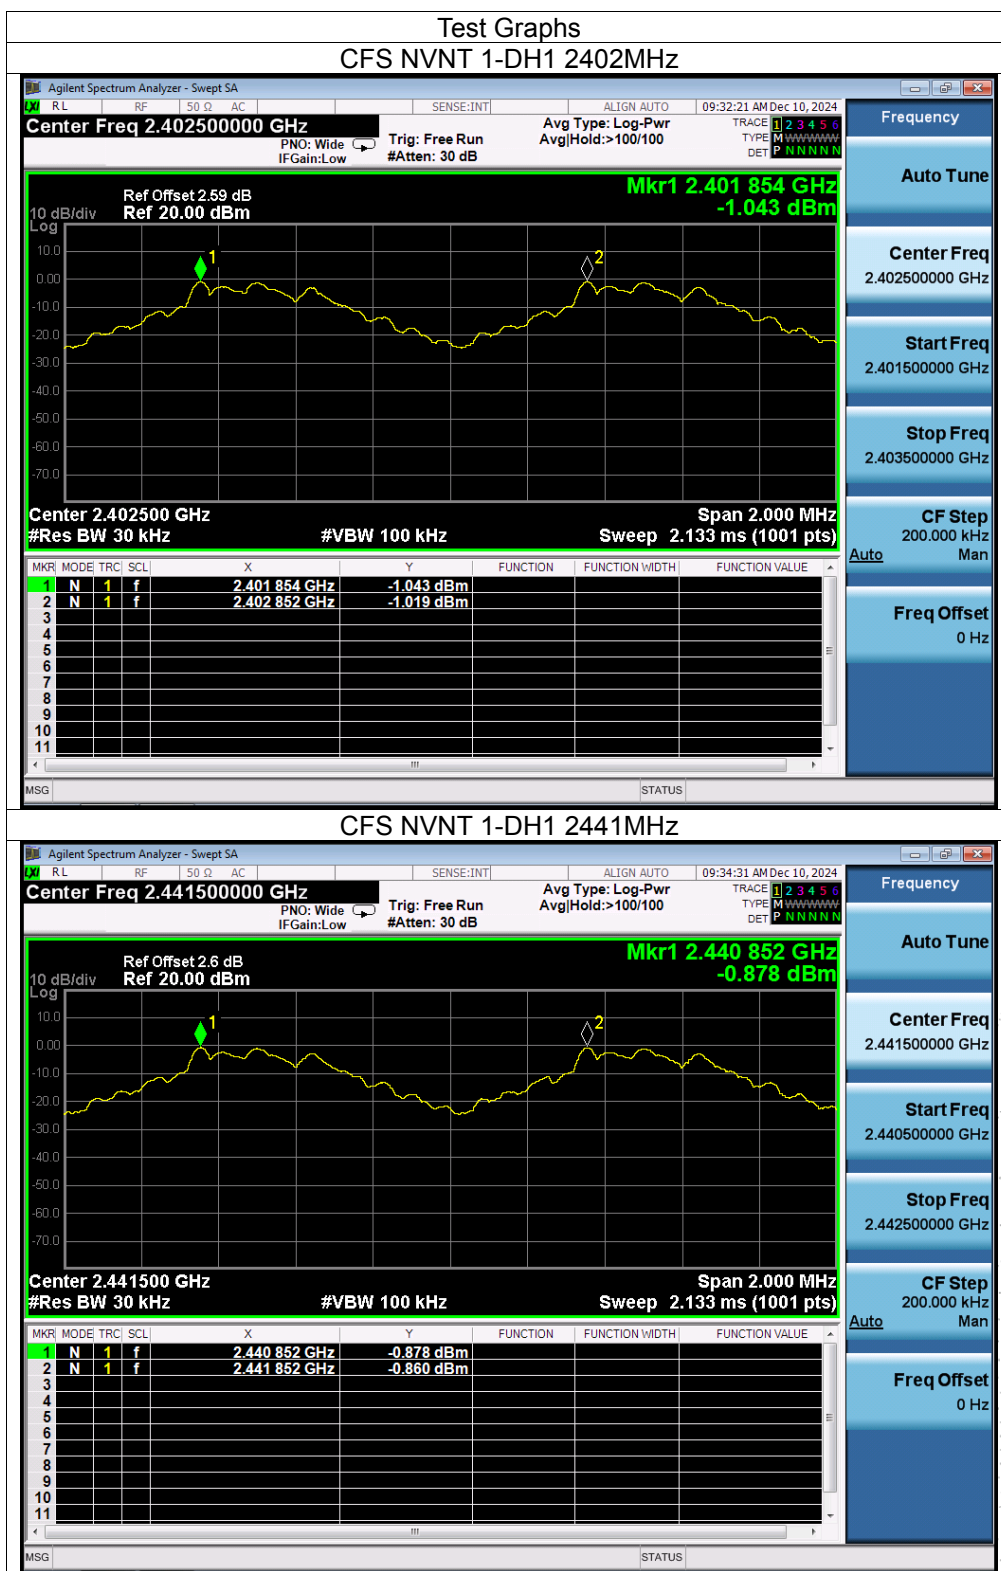 Test Graphs
CFS NVNT 1-DH1 2402MHz
Agilent Spectrum Analyzer - Swept SA
LXI RL RF 50 Ω AC SENSE:INT ALIGN AUTO 09:32:21 AM Dec 10, 2024
Center Freq 2.402500000 GHz
PNO: Wide
IFGain:Low
Trig: Free Run
#Atten: 30 dB
Avg Type: Log-Pwr
Avg|Hold:>100/100
TRACE 1 2 3 4 5 6
TYPE M WWWWW
DET P N N N N N
Frequency
Auto Tune
Mkr1 2.401 854 GHz
-1.043 dBm
Ref Offset 2.59 dB
10 dB/div Ref 20.00 dBm
Log
10.0
0.00
-10.0
-20.0
-30.0
-40.0
-50.0
-60.0
-70.0
1
2
Center Freq
2.402500000 GHz
Start Freq
2.401500000 GHz
Stop Freq
2.403500000 GHz
CF Step
200.000 kHz
Auto Man
Freq Offset
0 Hz
Center 2.402500 GHz Span 2.000 MHz
#Res BW 30 kHz #VBW 100 kHz Sweep 2.133 ms (1001 pts)
MKR MODE TRC SCL X Y FUNCTION FUNCTION WIDTH FUNCTION VALUE
1 N 1 f 2.401 854 GHz -1.043 dBm
2 N 1 f 2.402 852 GHz -1.019 dBm
3
4
5
6
7
8
9
10
11
MSG STATUS
CFS NVNT 1-DH1 2441MHz
Agilent Spectrum Analyzer - Swept SA
LXI RL RF 50 Ω AC SENSE:INT ALIGN AUTO 09:34:31 AM Dec 10, 2024
Center Freq 2.441500000 GHz
PNO: Wide
IFGain:Low
Trig: Free Run
#Atten: 30 dB
Avg Type: Log-Pwr
Avg|Hold:>100/100
TRACE 1 2 3 4 5 6
TYPE M WWWWW
DET P N N N N N
Frequency
Auto Tune
Mkr1 2.440 852 GHz
-0.878 dBm
Ref Offset 2.6 dB
10 dB/div Ref 20.00 dBm
Log
10.0
0.00
-10.0
-20.0
-30.0
-40.0
-50.0
-60.0
-70.0
1
2
Center Freq
2.441500000 GHz
Start Freq
2.440500000 GHz
Stop Freq
2.442500000 GHz
CF Step
200.000 kHz
Auto Man
Freq Offset
0 Hz
Center 2.441500 GHz Span 2.000 MHz
#Res BW 30 kHz #VBW 100 kHz Sweep 2.133 ms (1001 pts)
MKR MODE TRC SCL X Y FUNCTION FUNCTION WIDTH FUNCTION VALUE
1 N 1 f 2.440 852 GHz -0.878 dBm
2 N 1 f 2.441 852 GHz -0.860 dBm
3
4
5
6
7
8
9
10
11
MSG STATUS